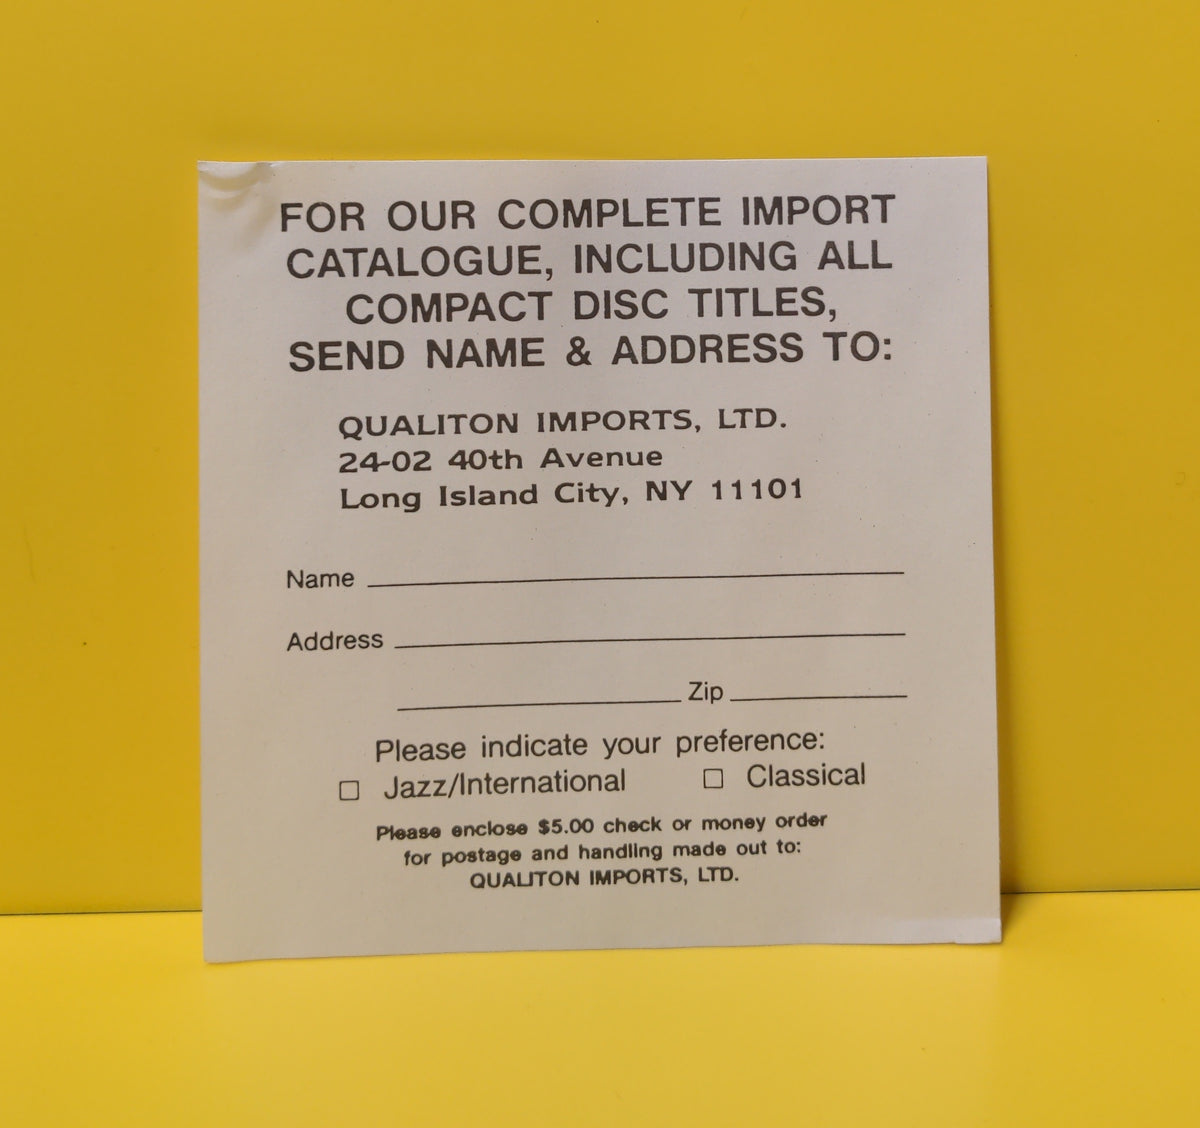 FOR OUR COMPLETE IMPORT
CATALOGUE, INCLUDING ALL
COMPACT DISC TITLES,
SEND NAME & ADDRESS TO:
QUALITON IMPORTS, LTD.
24-02 40th Avenue
Long Island City, NY 11101
Name
Address
Zip
Please indicate your preference:
Jazz/International Classical
Please enclose $5.00 check or money order
for postage and handling made out to:
QUALITON IMPORTS, LTD.